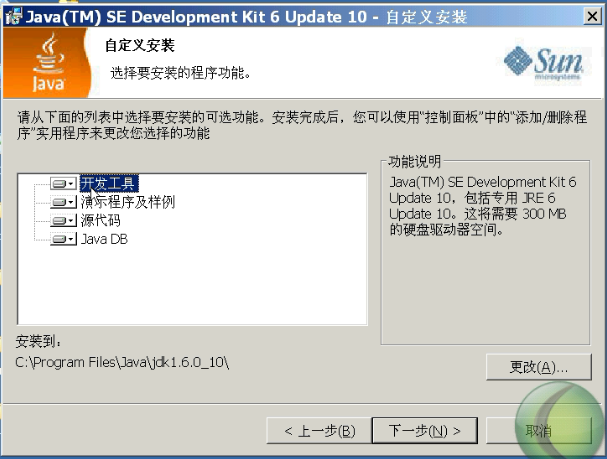 Java(TM) SE Development Kit 6 Update 10 - 自定义安装
Java
自定义安装
选择要安装的程序功能。
Sun
microsystems
请从下面的列表中选择要安装的可选功能。安装完成后，您可以使用“控制面板”中的“添加/删除程
序”实用程序来更改您选择的功能
开发工具
演示程序及样例
源代码
Java DB
功能说明
Java(TM) SE Development Kit 6
Update 10，包括专用 JRE 6
Update 10。这将需要 300 MB
的硬盘驱动器空间。
安装到：
C:\Program Files\Java\jdk1.6.0_10\
更改(A)...
< 上一步(B)
下一步(N) >
取消